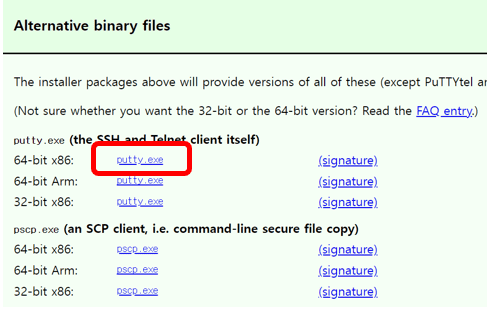 Alternative binary files
The installer packages above will provide versions of all of these (except PuTTYtel
(Not sure whether you want the 32-bit or the 64-bit version? Read the FAQ entry.)
putty.exe (the SSH and Telnet client itself)
64-bit x86: putty.exe (signature)
64-bit Arm: putty.exe (signature)
32-bit x86: putty.exe (signature)
pscp.exe (an SCP client, i.e. command-line secure file copy)
64-bit x86: pscp.exe (signature)
64-bit Arm: pscp.exe (signature)
32-bit x86: pscp.exe (signature)